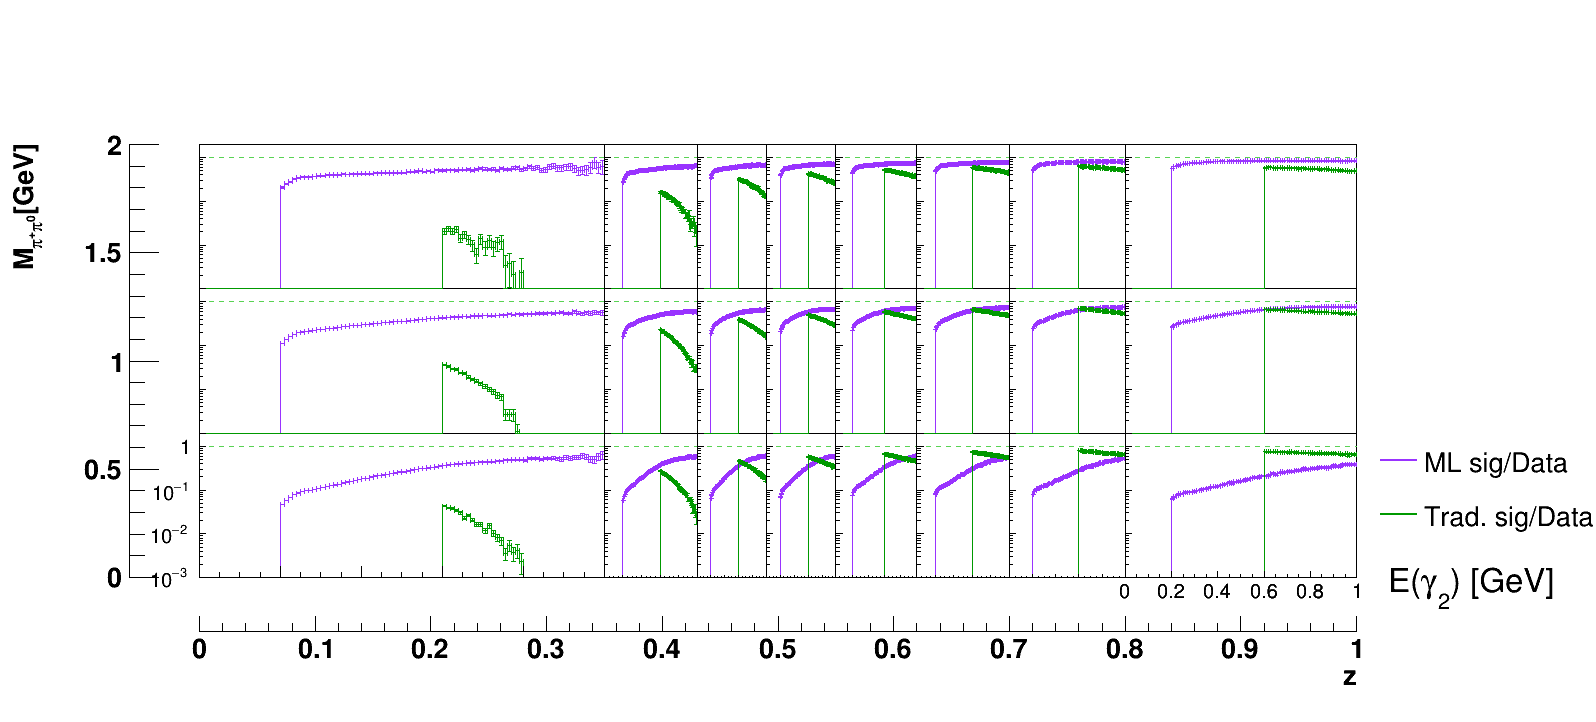 M_{π⁺π⁰}[GeV]
2
1.5
1
0.5
0
1
10⁻¹
10⁻²
10⁻³
ML sig/Data
Trad. sig/Data
E(γ₂) [GeV]
0 0.2 0.4 0.6 0.8 1
0 0.1 0.2 0.3 0.4 0.5 0.6 0.7 0.8 0.9 1
z